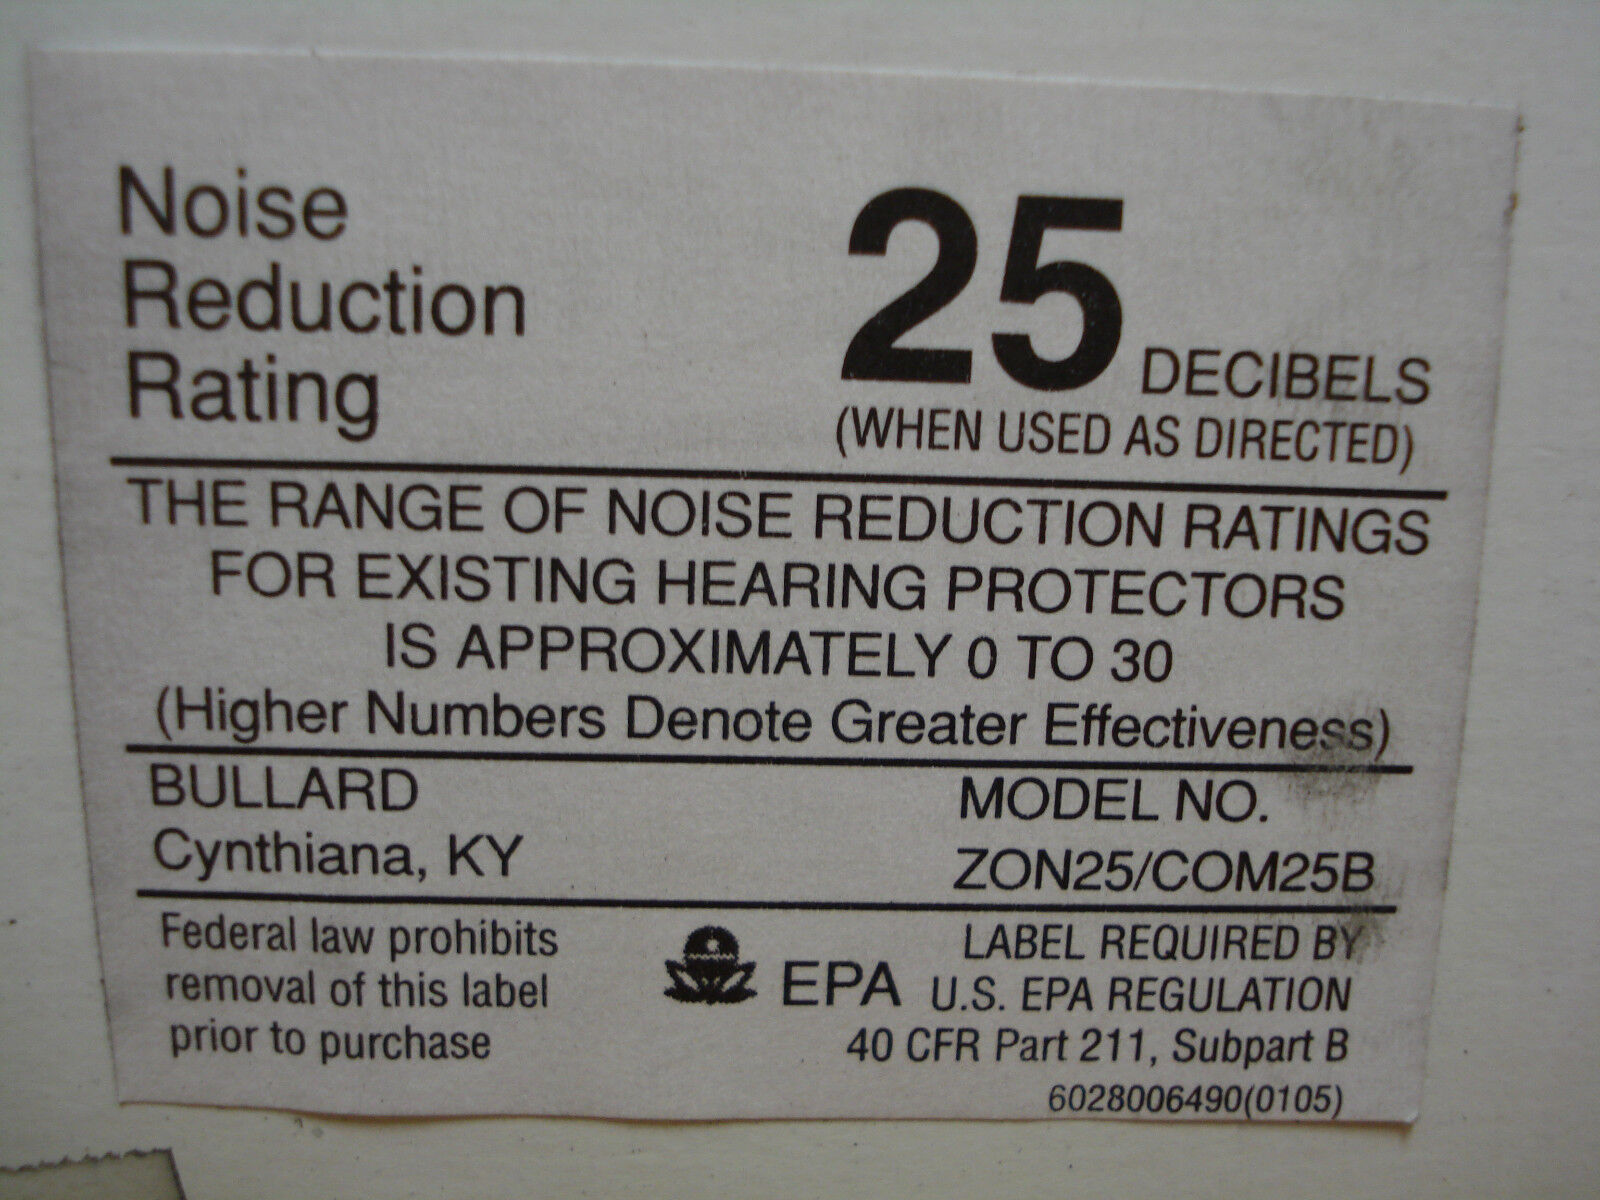 Noise
Reduction
Rating
25 DECIBELS
(WHEN USED AS DIRECTED)
THE RANGE OF NOISE REDUCTION RATINGS
FOR EXISTING HEARING PROTECTORS
IS APPROXIMATELY 0 TO 30
(Higher Numbers Denote Greater Effectiveness)
BULLARD
Cynthiana, KY
MODEL NO.
ZON25/COM25B
Federal law prohibits
removal of this label
prior to purchase
EPA
LABEL REQUIRED BY
U.S. EPA REGULATION
40 CFR Part 211, Subpart B
6028006490(0105)